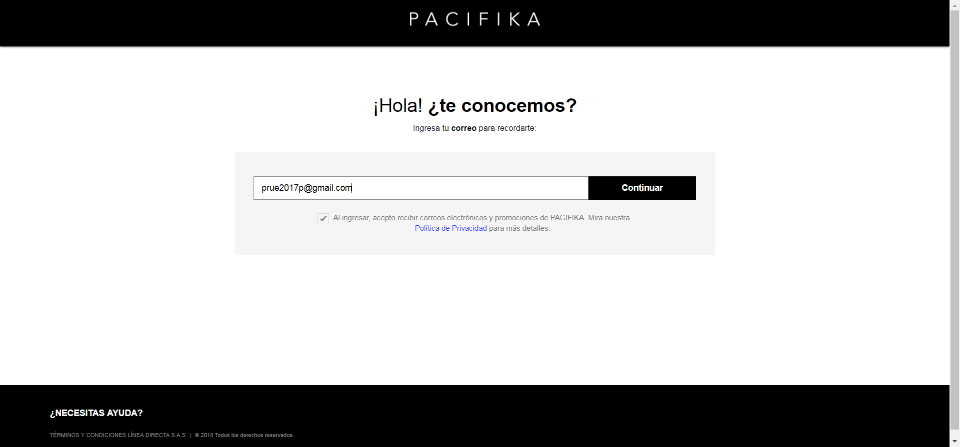 PACIFIKA
¡Hola! ¿te conocemos?
Ingresa tu correo para recordarte:
prue2017p@gmail.com
Continuar
Al ingresar, acepto recibir correos electrónicos y promociones de PACIFIKA. Mira nuestra
Política de Privacidad para más detalles.
¿NECESITAS AYUDA?
TÉRMINOS Y CONDICIONES LÍNEA DIRECTA S.A.S | © 2018 Todos los derechos reservados.